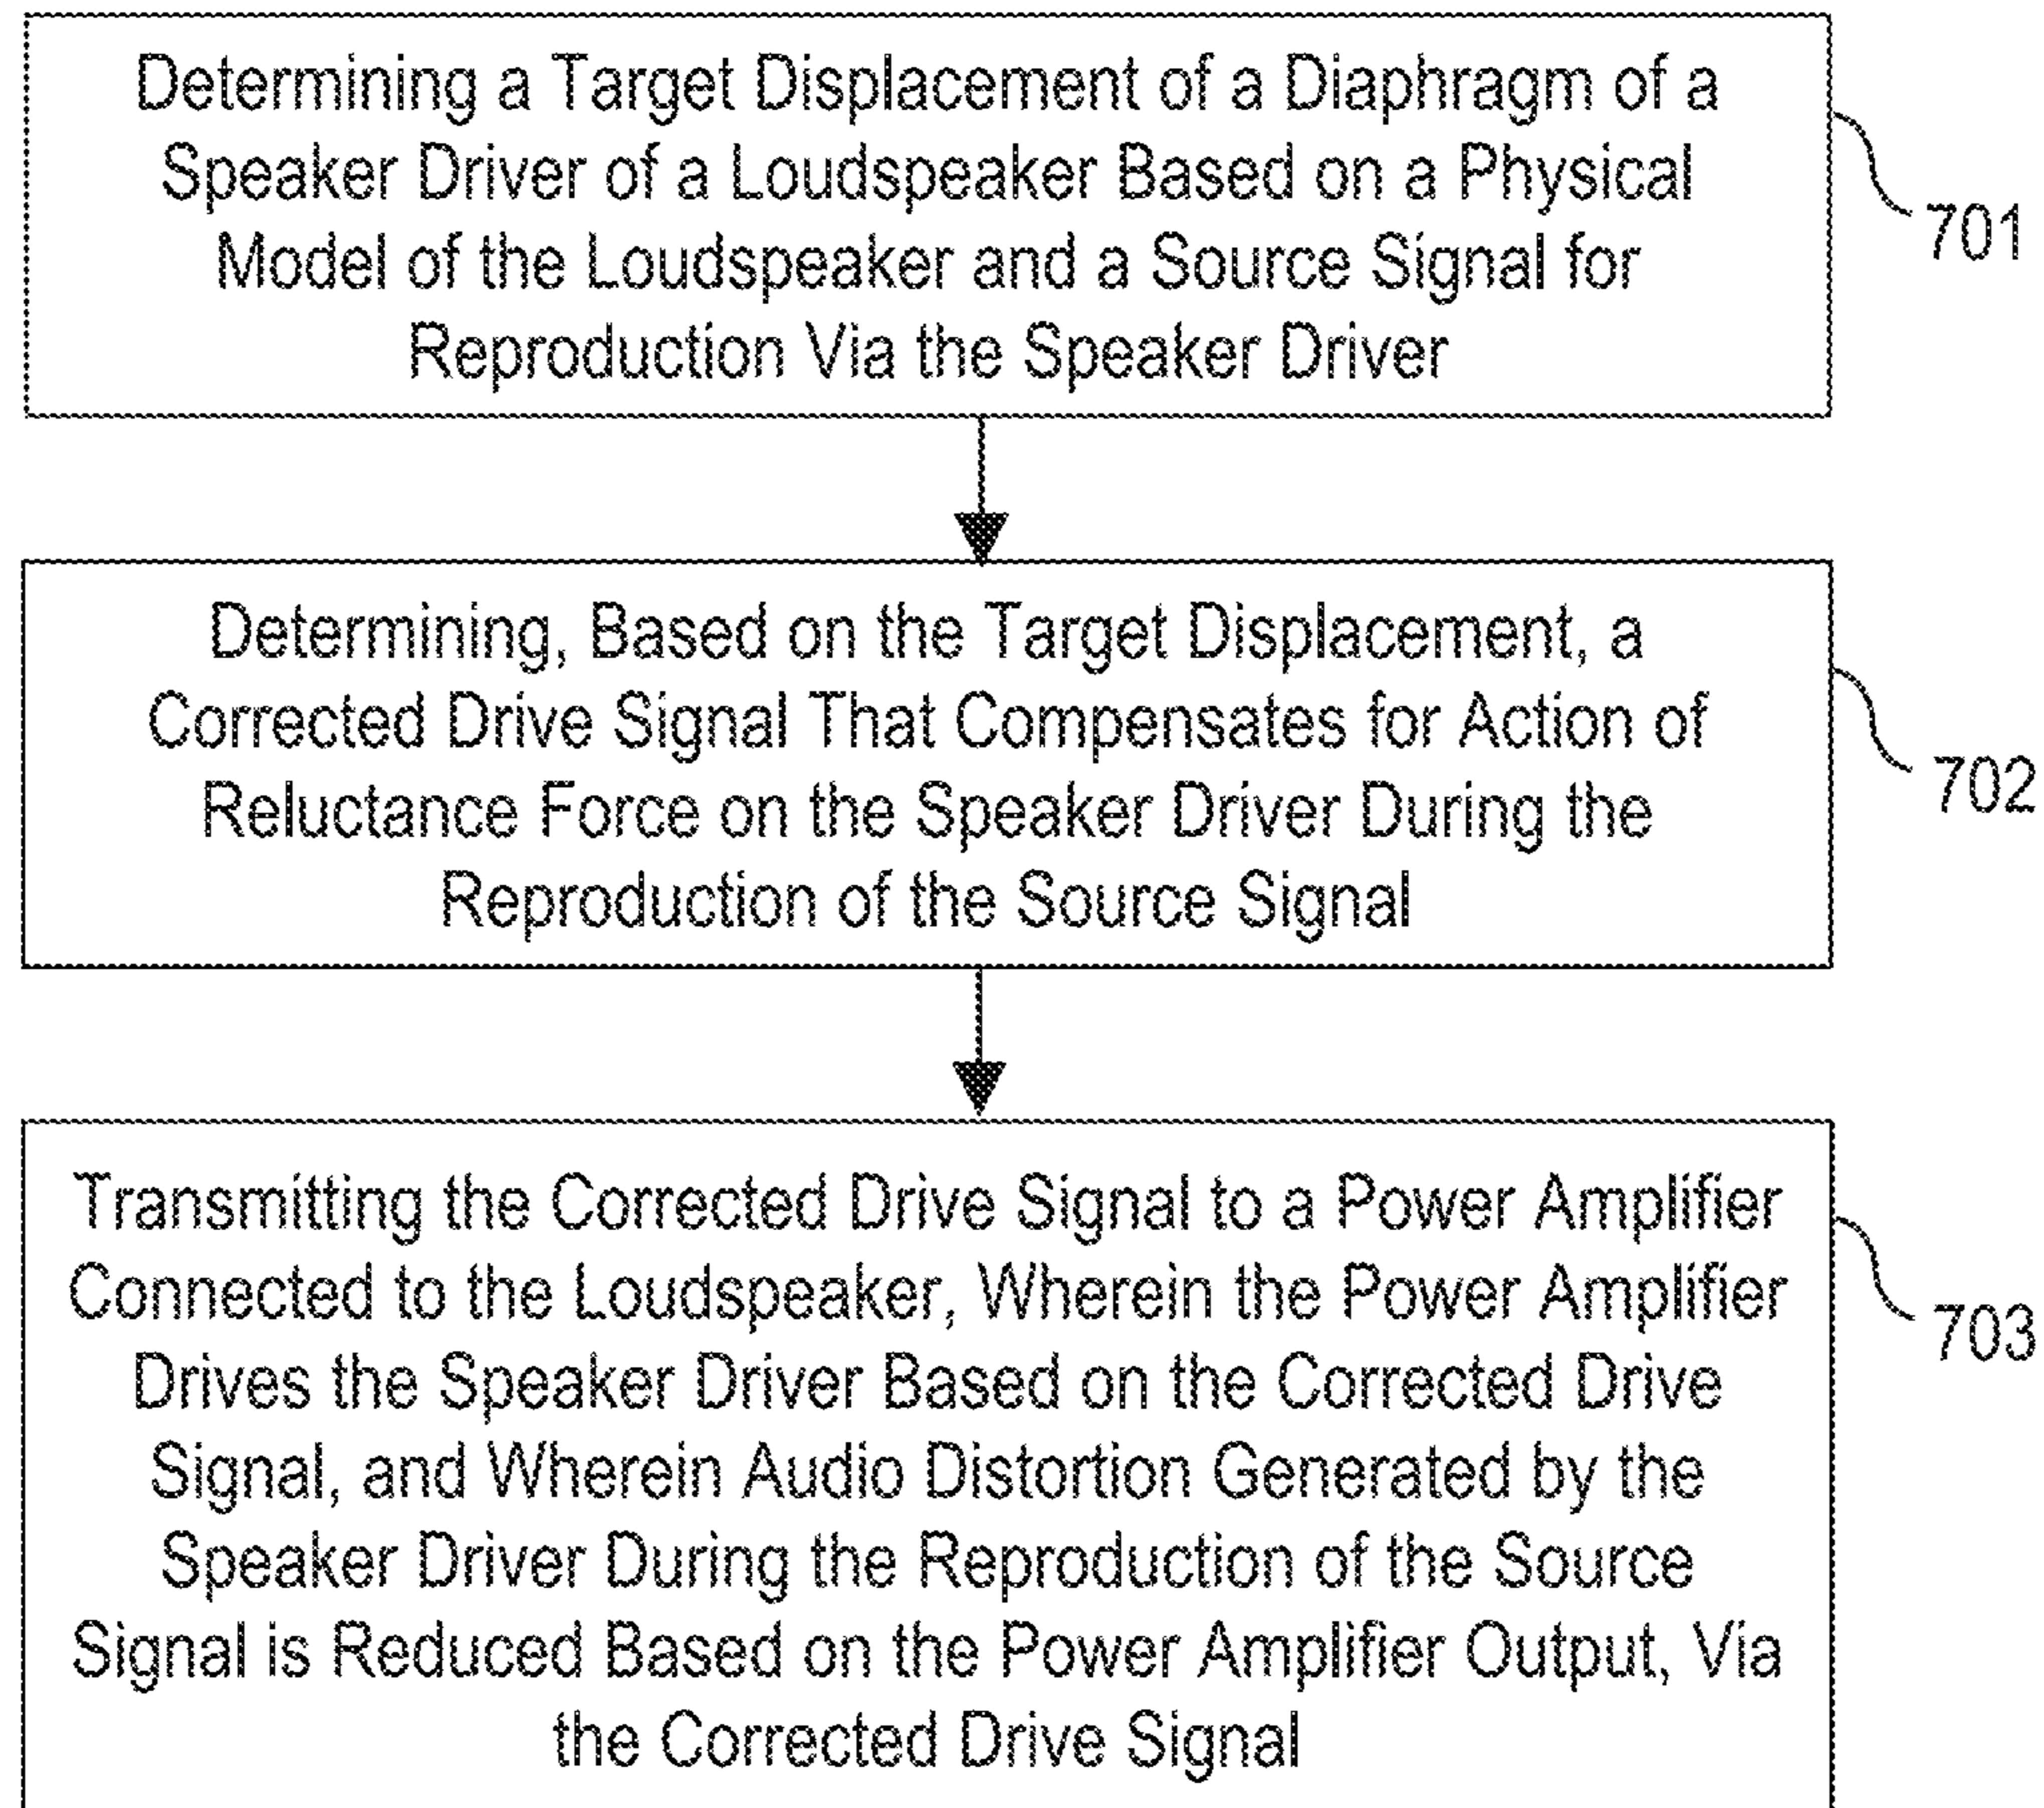 Determining a Target Displacement of a Diaphragm of a
Speaker Driver of a Loudspeaker Based on a Physical
Model of the Loudspeaker and a Source Signal for
Reproduction Via the Speaker Driver
701
Determining, Based on the Target Displacement, a
Corrected Drive Signal That Compensates for Action of
Reluctance Force on the Speaker Driver During the
Reproduction of the Source Signal
702
Transmitting the Corrected Drive Signal to a Power Amplifier
Connected to the Loudspeaker, Wherein the Power Amplifier
Drives the Speaker Driver Based on the Corrected Drive
Signal, and Wherein Audio Distortion Generated by the
Speaker Driver During the Reproduction of the Source
Signal is Reduced Based on the Power Amplifier Output, Via
the Corrected Drive Signal
703